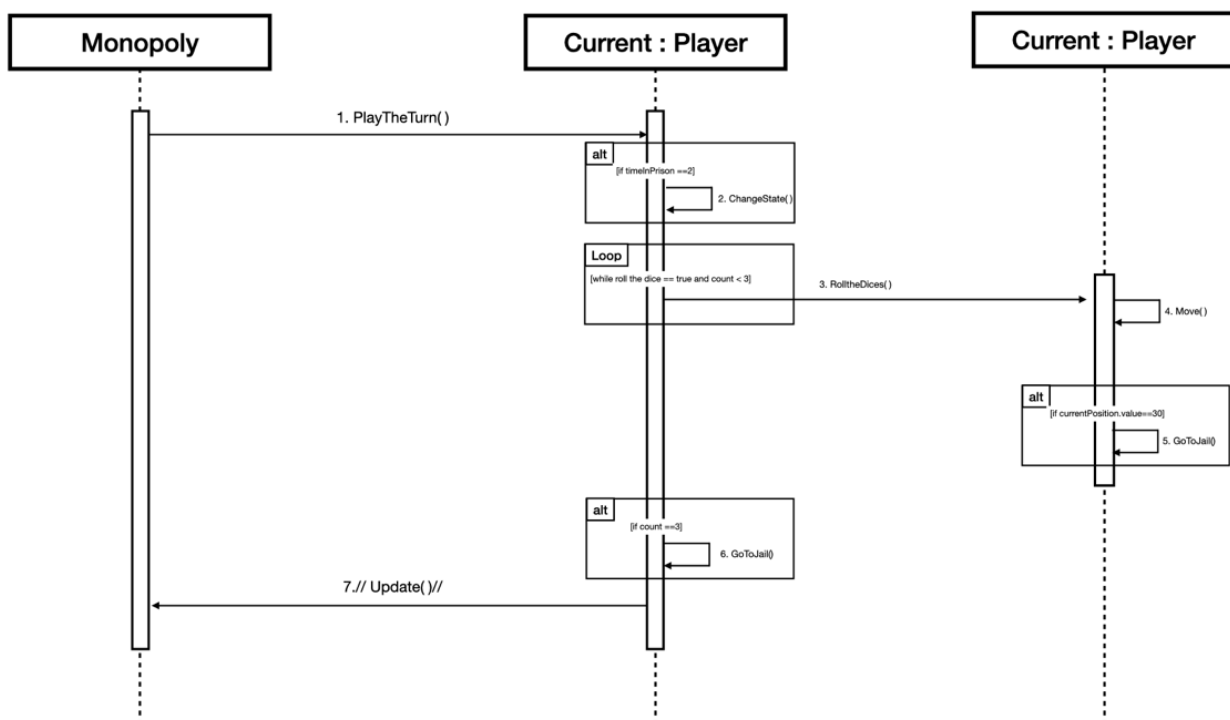 Monopoly
Current : Player
Current : Player
1. PlayTheTurn( )
alt
[if timeInPrison ==2]
2. ChangeState( )
Loop
[while roll the dice == true and count < 3]
3. RolltheDices( )
4. Move( )
alt
[if currentPosition.value==30]
5. GoToJail()
alt
[if count ==3]
6. GoToJail()
7.// Update( )//